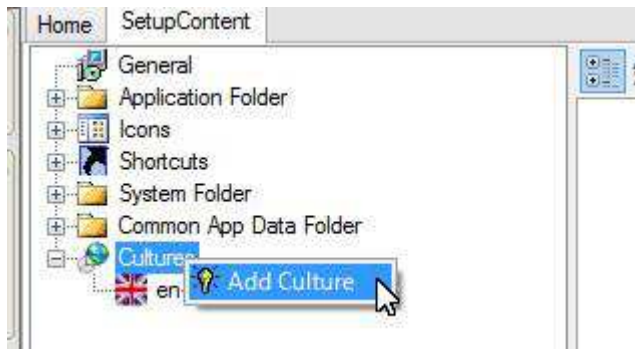 Home SetupContent
General
Application Folder
Icons
Shortcuts
System Folder
Common App Data Folder
Cultures
en- Add Culture